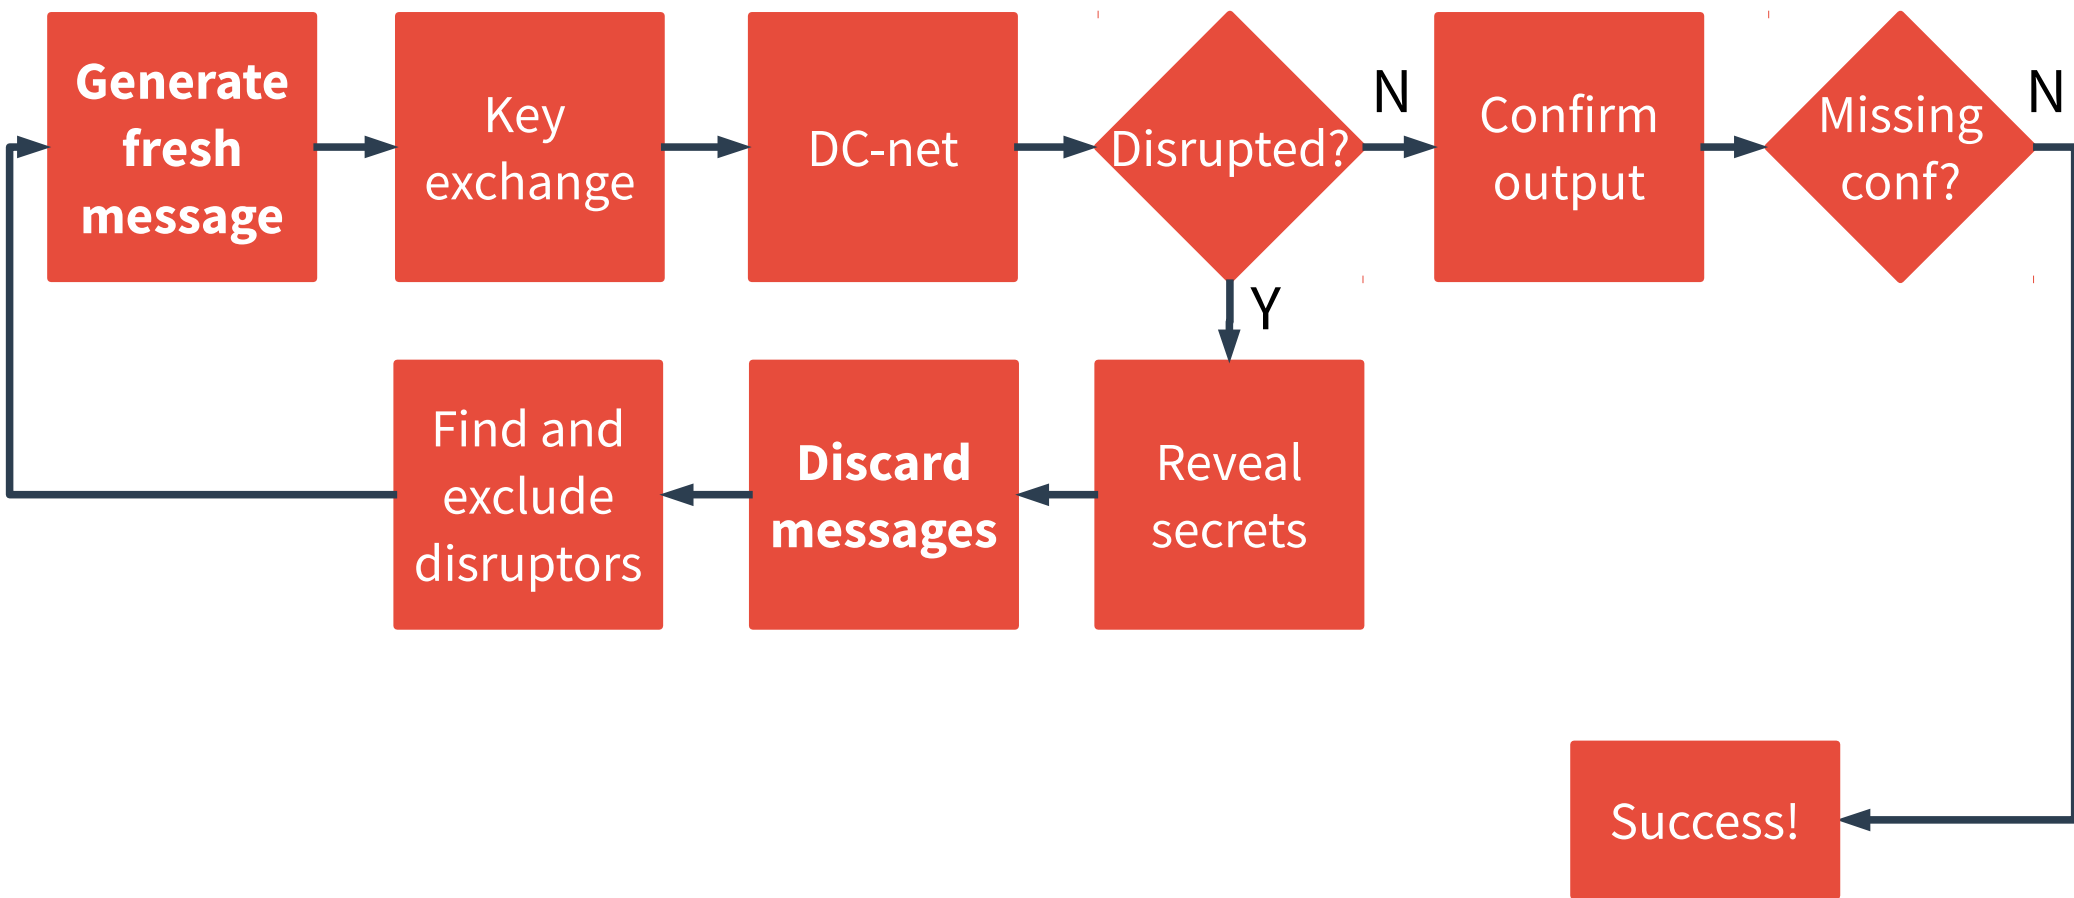 Generate
fresh
message
Key
exchange
DC-net
Disrupted?
N
Confirm
output
Missing
conf?
N
Y
Find and
exclude
disruptors
Discard
messages
Reveal
secrets
Success!